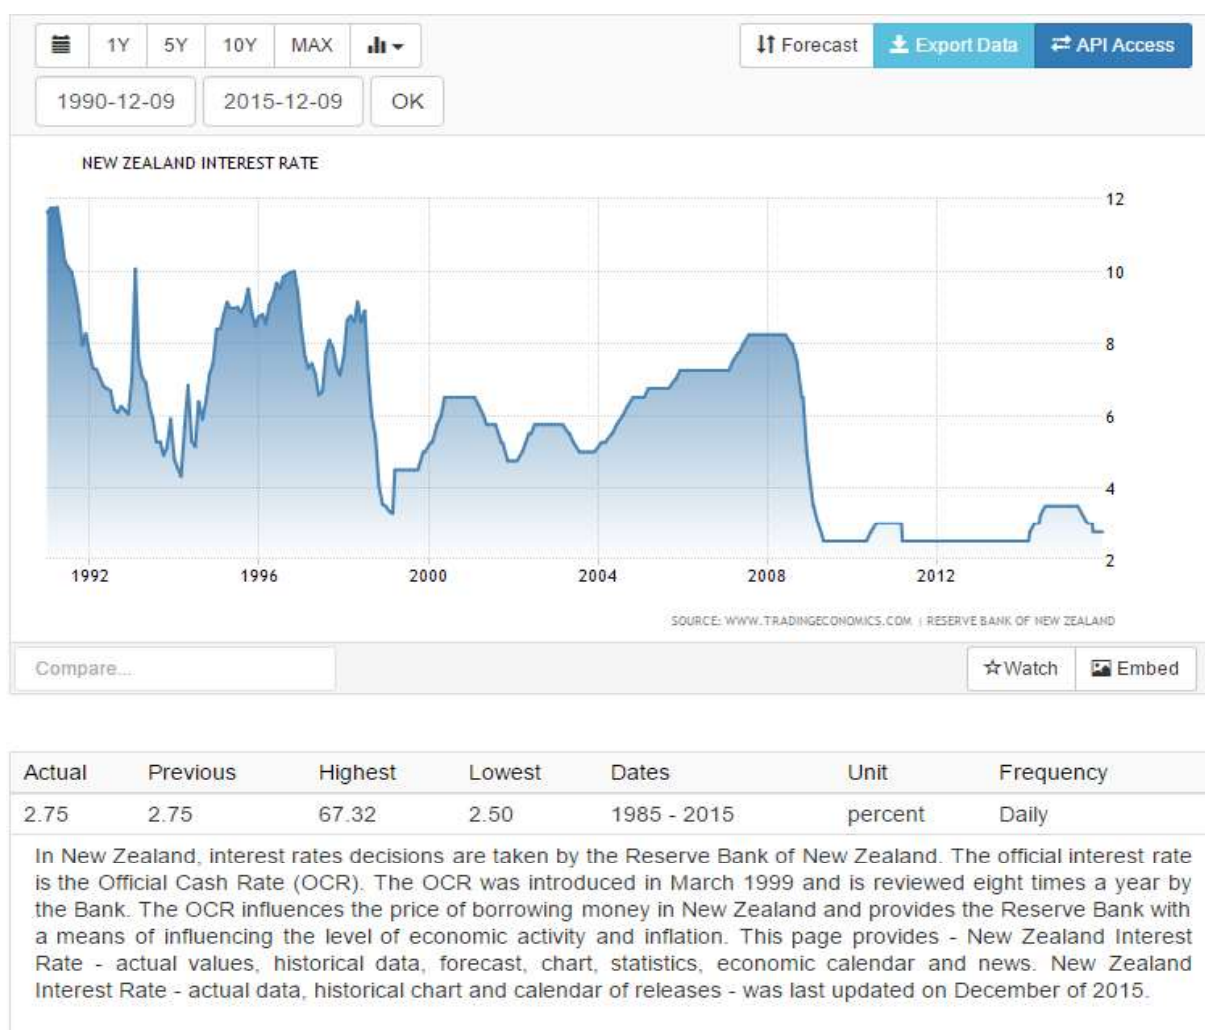 1Y 5Y 10Y MAX Forecast Export Data API Access
1990-12-09 2015-12-09 OK
NEW ZEALAND INTEREST RATE
12
10
8
6
4
2
1992 1996 2000 2004 2008 2012
SOURCE: WWW.TRADINGECONOMICS.COM | RESERVE BANK OF NEW ZEALAND
Compare... Watch Embed
Actual Previous Highest Lowest Dates Unit Frequency
2.75 2.75 67.32 2.50 1985 - 2015 percent Daily
In New Zealand, interest rates decisions are taken by the Reserve Bank of New Zealand. The official interest rate
is the Official Cash Rate (OCR). The OCR was introduced in March 1999 and is reviewed eight times a year by
the Bank. The OCR influences the price of borrowing money in New Zealand and provides the Reserve Bank with
a means of influencing the level of economic activity and inflation. This page provides - New Zealand Interest
Rate - actual values, historical data, forecast, chart, statistics, economic calendar and news. New Zealand
Interest Rate - actual data, historical chart and calendar of releases - was last updated on December of 2015.